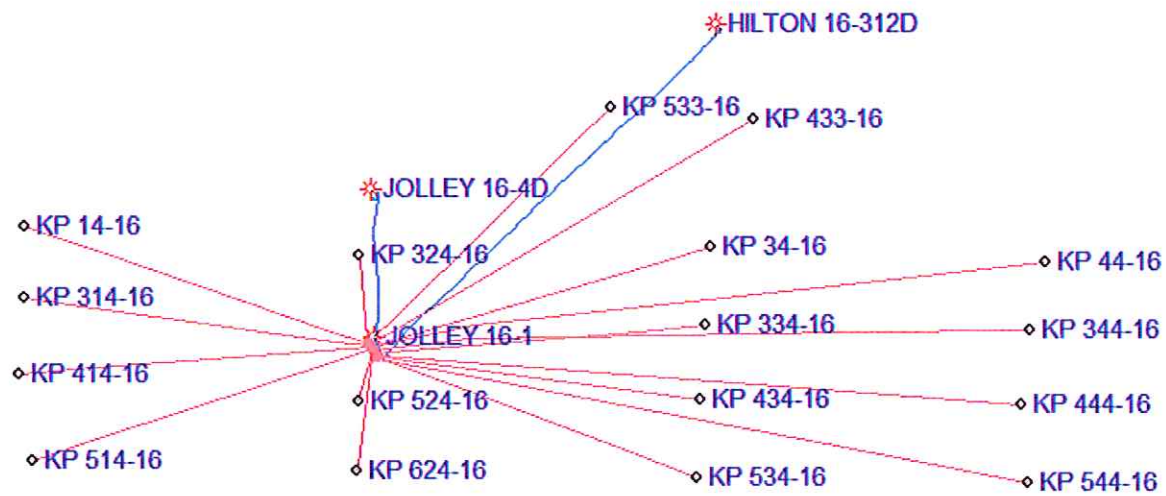 HILTON 16-312D
KP 533-16
KP 433-16
JOLLEY 16-4D
KP 14-16
KP 324-16
KP 34-16
KP 44-16
KP 314-16
JOLLEY 16-1
KP 334-16
KP 344-16
KP 414-16
KP 524-16
KP 434-16
KP 444-16
KP 514-16
KP 624-16
KP 534-16
KP 544-16